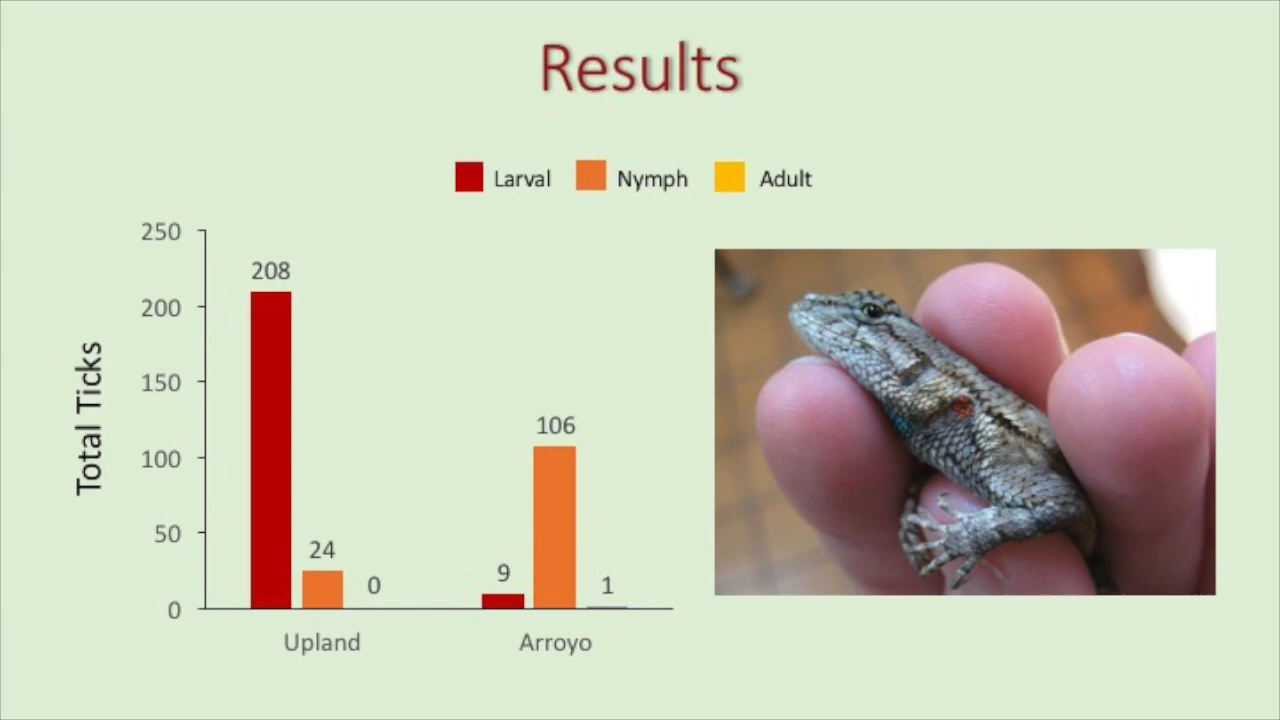 Results
Larval Nymph Adult
Total Ticks
250
200
150
100
50
0
208
24
0
9
106
1
Upland
Arroyo